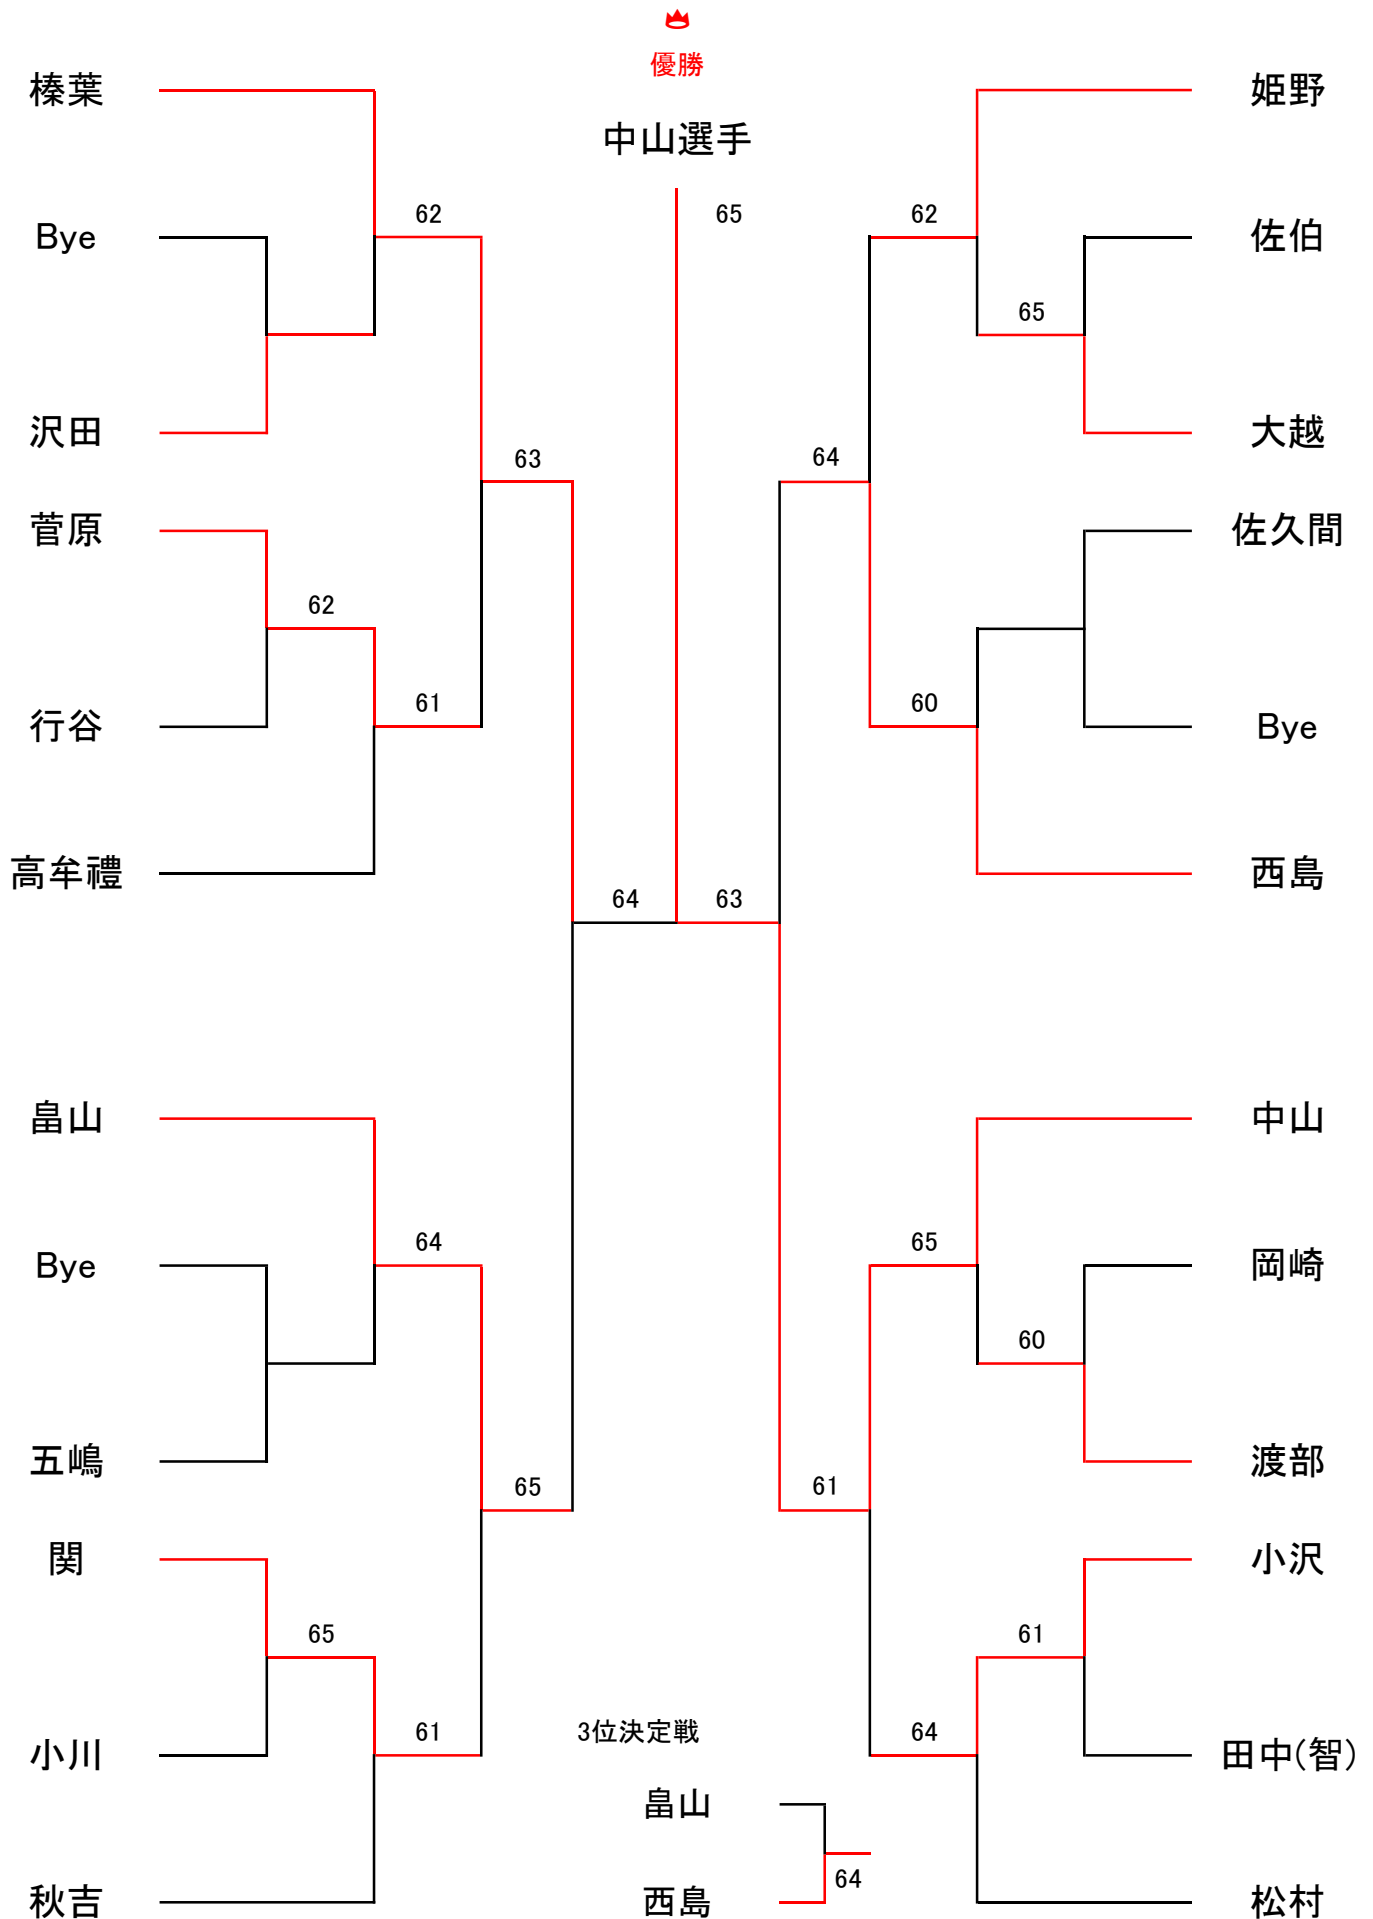 優勝
中山選手
榛葉
姫野
62
65
62
Bye
佐伯
65
沢田
大越
63
64
菅原
佐久間
62
61
60
行谷
Bye
高牟禮
西島
64
63
畠山
中山
64
65
Bye
岡崎
60
五嶋
渡部
65
61
関
小沢
65
61
61
3位決定戦
64
小川
田中(智)
畠山
64
秋吉
西島
松村